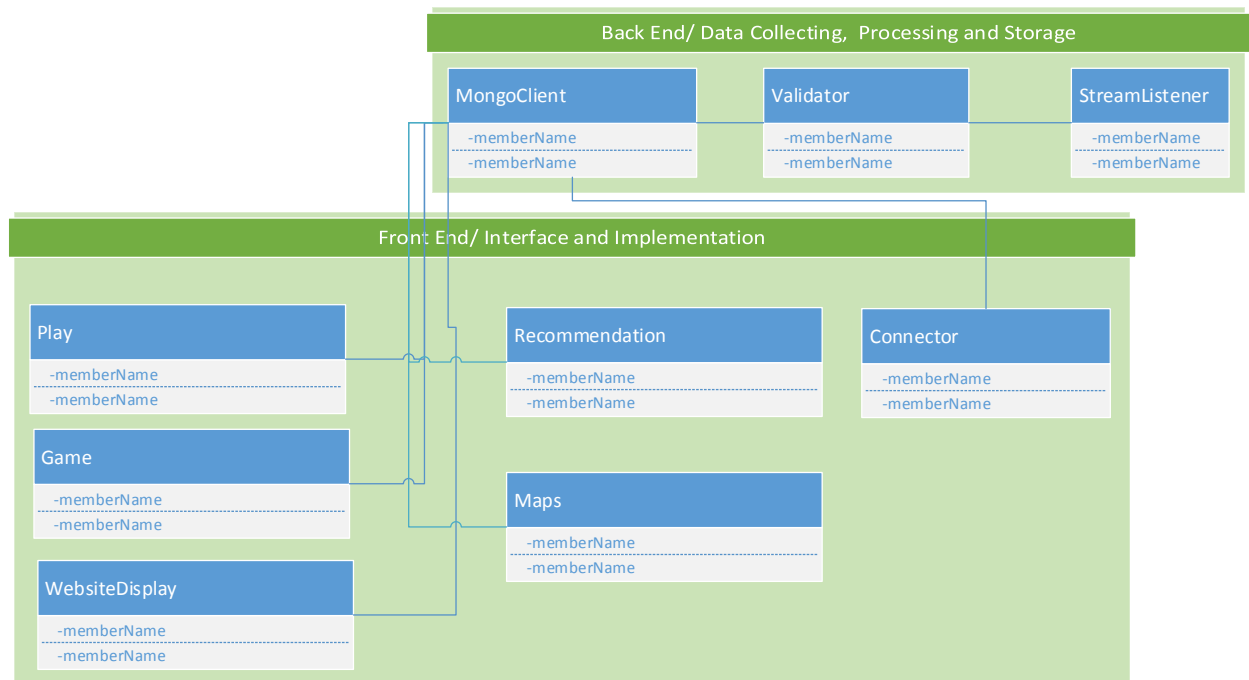 Back End/ Data Collecting, Processing and Storage
MongoClient
-memberName
-memberName
Validator
-memberName
-memberName
StreamListener
-memberName
-memberName
Front End/ Interface and Implementation
Play
-memberName
-memberName
Recommendation
-memberName
-memberName
Connector
-memberName
-memberName
Game
-memberName
-memberName
Maps
-memberName
-memberName
WebsiteDisplay
-memberName
-memberName